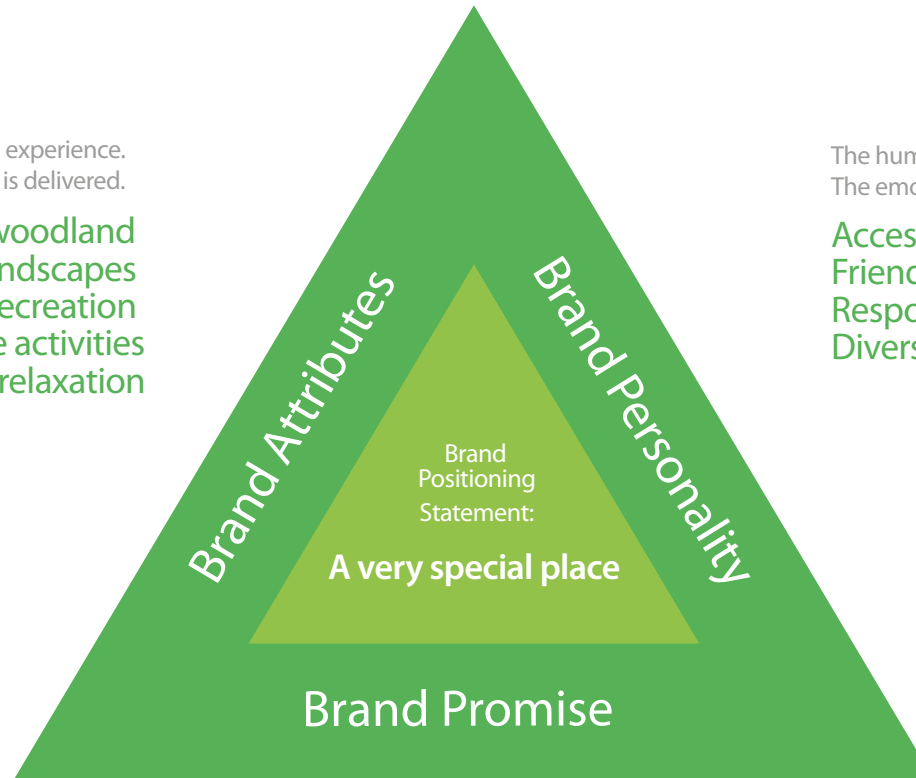 experience.
is delivered.
woodland
ndscapes
ecreation
e activities
relaxation
Brand Attributes
Brand Personality
Brand
Positioning
Statement:
A very special place
Brand Promise
The hum
The emo
Acces
Friend
Respo
Divers